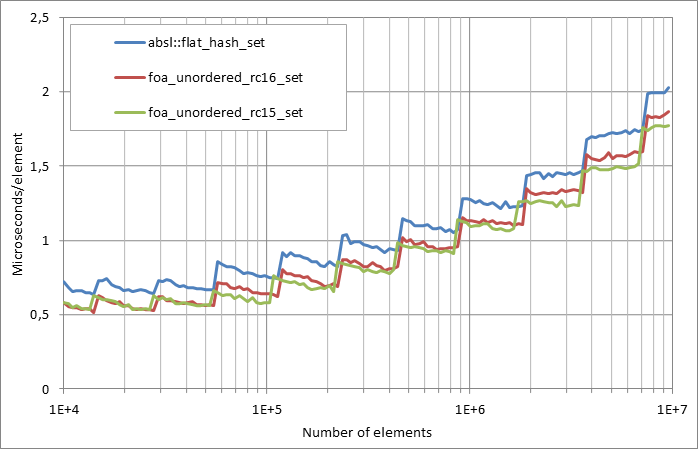 2,5
absl::flat_hash_set
foa_unordered_rc16_set
foa_unordered_rc15_set
2
1,5
1
0,5
0
Microseconds/element
1E+4
1E+5
1E+6
1E+7
Number of elements